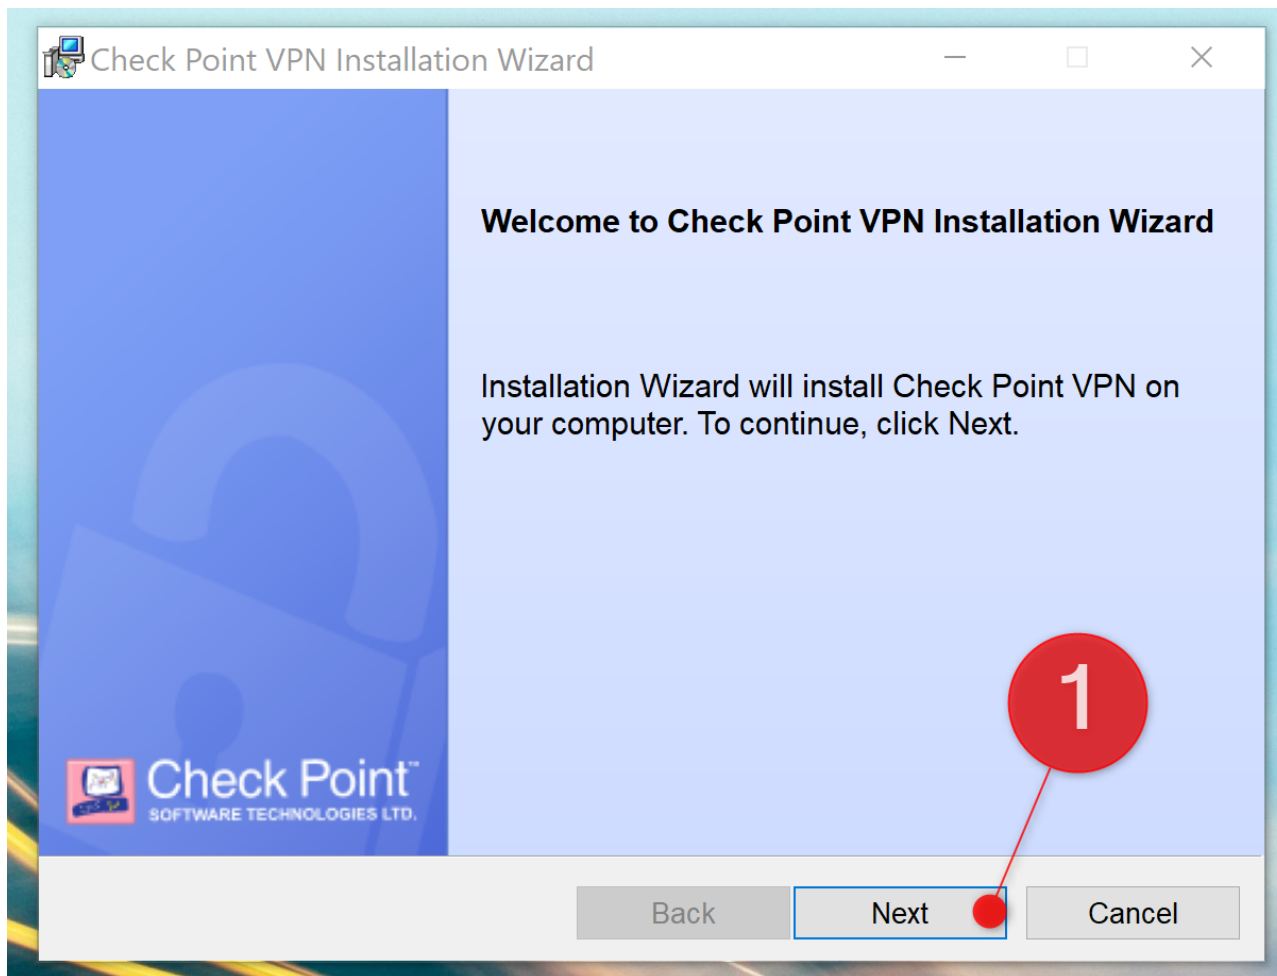 Check Point VPN Installation Wizard
Welcome to Check Point VPN Installation Wizard
Installation Wizard will install Check Point VPN on
your computer. To continue, click Next.
1
Check Point™
SOFTWARE TECHNOLOGIES LTD.
Back
Next
Cancel